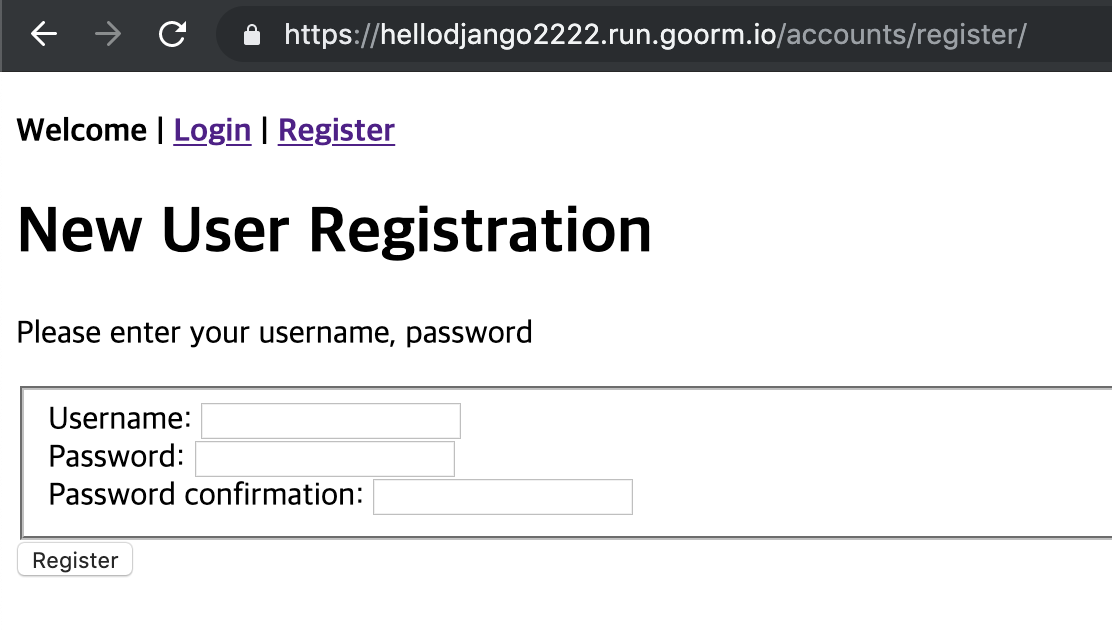 https://hellodjango2222.run.goorm.io/accounts/register/
Welcome | Login | Register
New User Registration
Please enter your username, password
Username:
Password:
Password confirmation:
Register